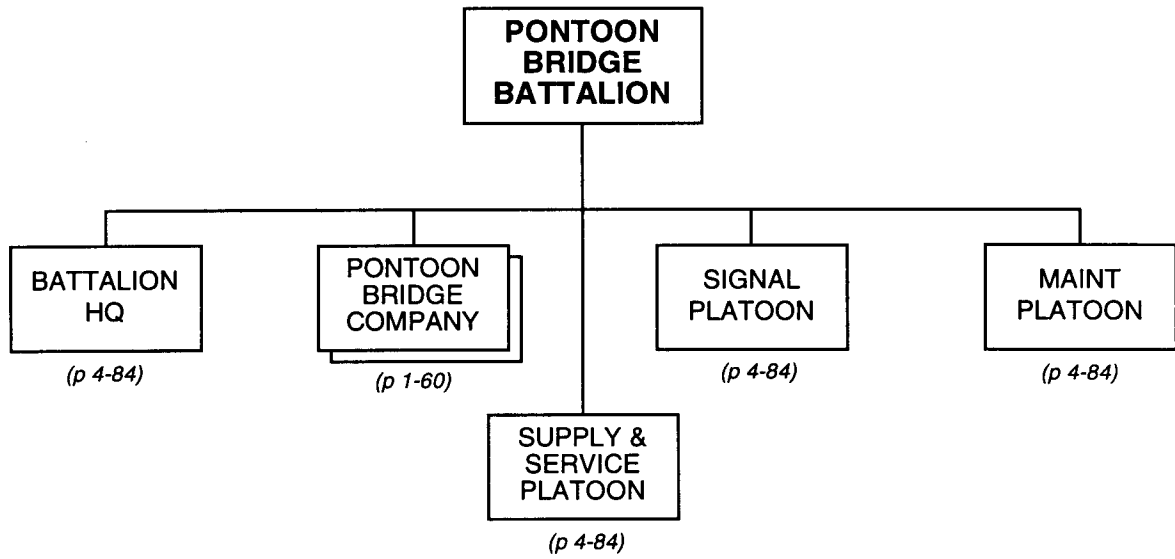 PONTOON
BRIDGE
BATTALION
BATTALION
HQ
(p 4-84)
PONTOON
BRIDGE
COMPANY
(p 1-60)
SIGNAL
PLATOON
(p 4-84)
MAINT
PLATOON
(p 4-84)
SUPPLY &
SERVICE
PLATOON
(p 4-84)